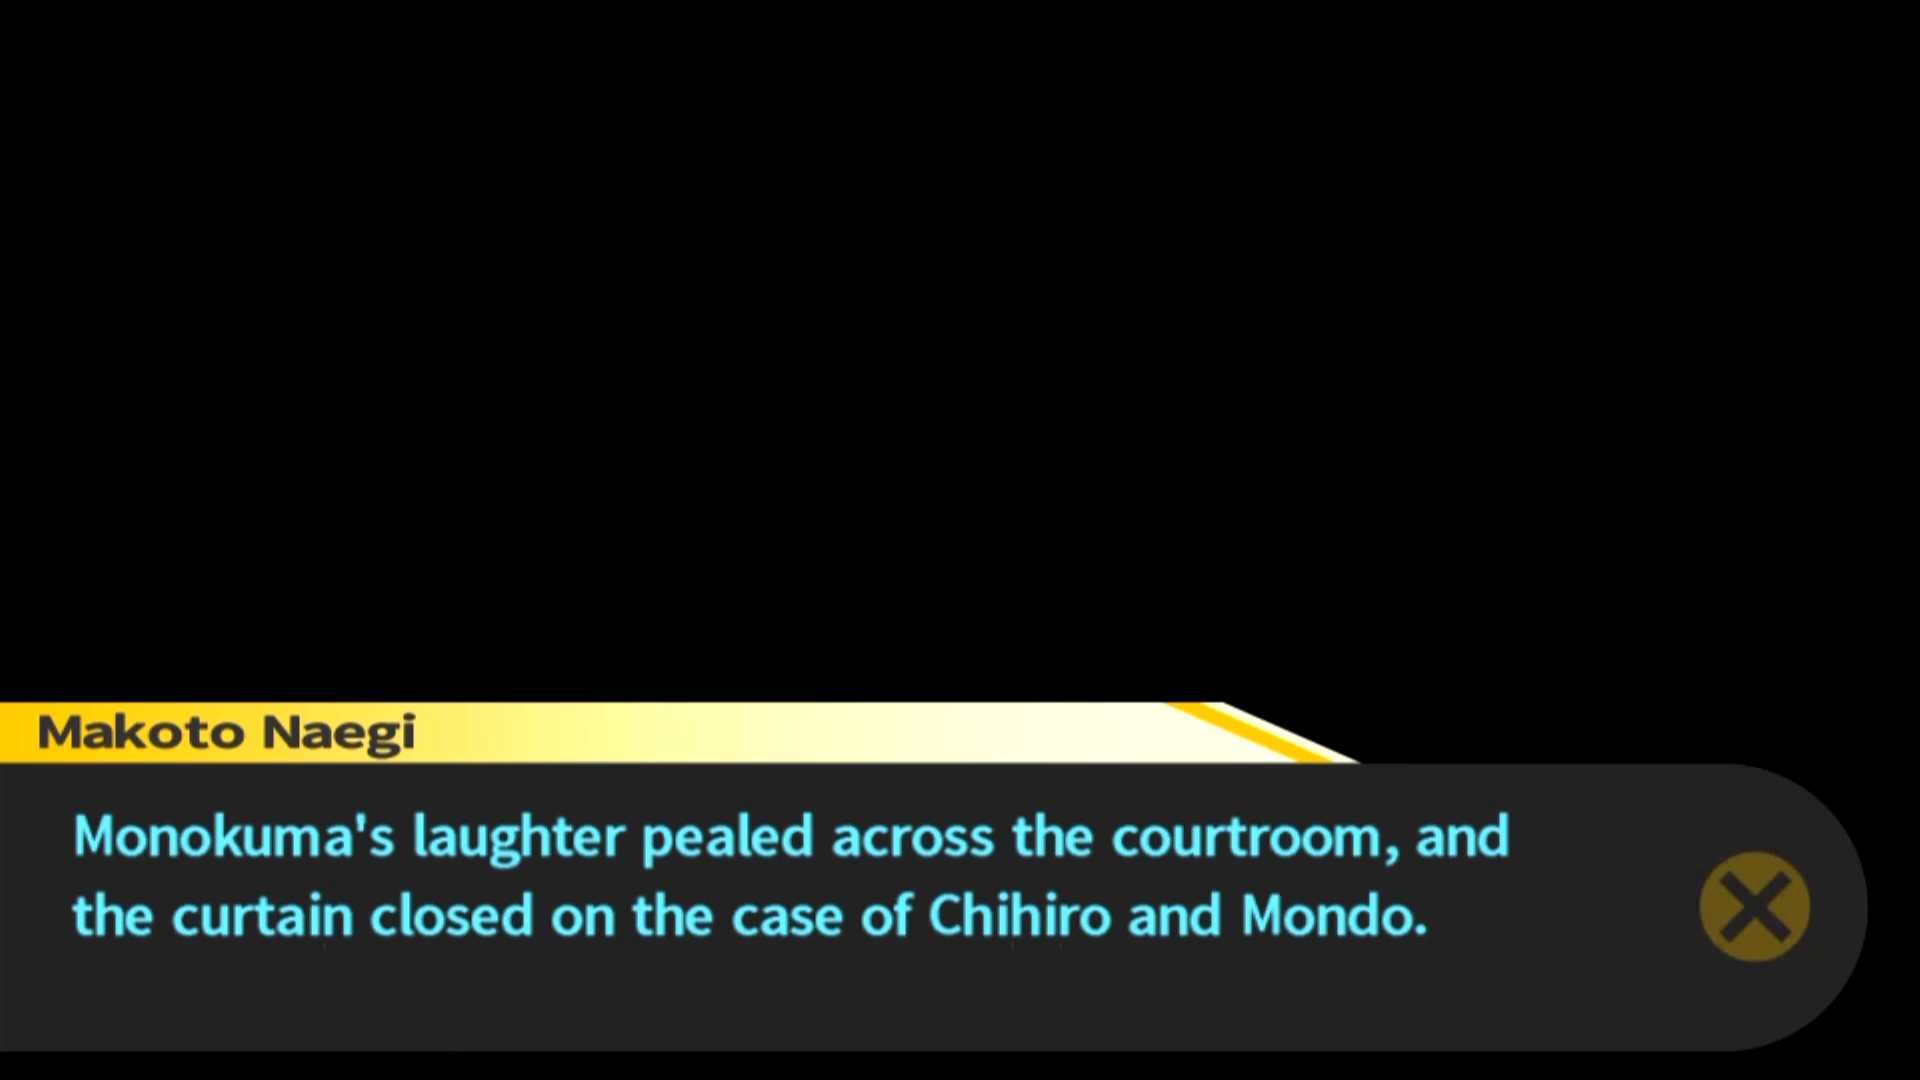 Makoto Naegi
Monokuma's laughter pealed across the courtroom, and
the curtain closed on the case of Chihiro and Mondo.